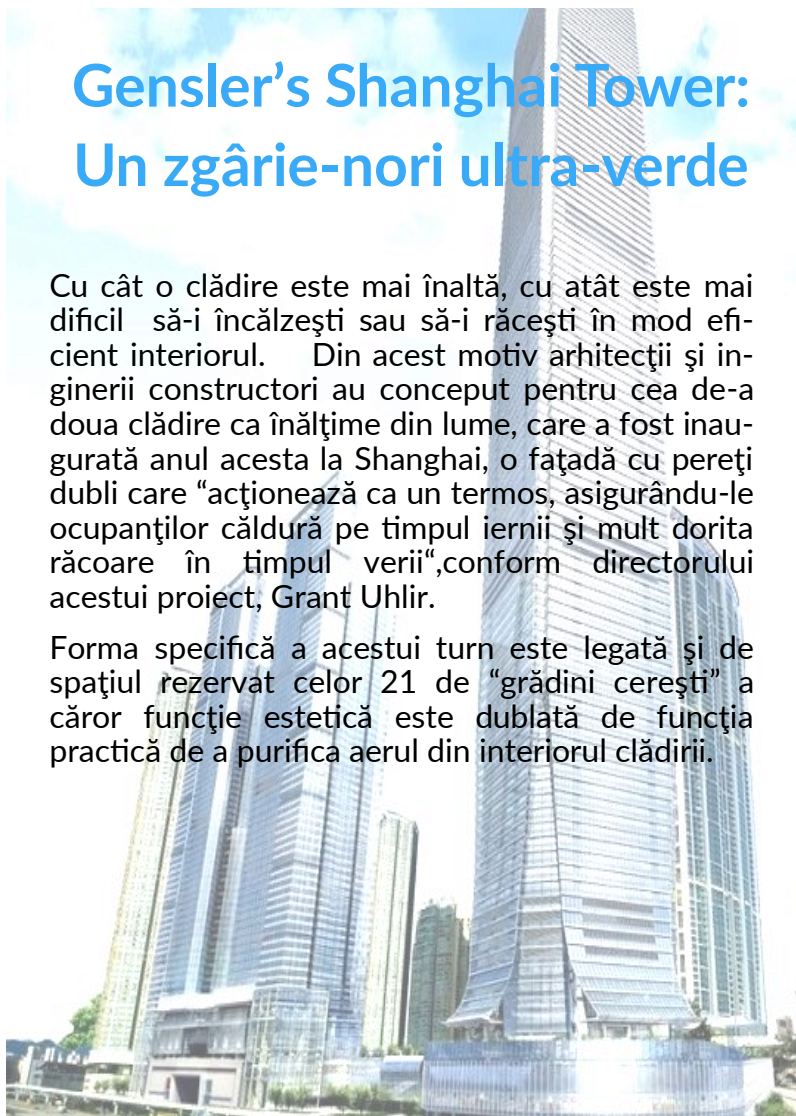 Gensler’s Shanghai Tower:
Un zgârie-nori ultra-verde
Cu cât o clădire este mai înaltă, cu atât este mai
dificil să-i încălzeşti sau să-i răceşti în mod efi-
cient interiorul. Din acest motiv arhitecţii şi in-
ginerii constructori au conceput pentru cea de-a
doua clădire ca înălţime din lume, care a fost inau-
gurată anul acesta la Shanghai, o faţadă cu pereţi
dubli care “acţionează ca un termos, asigurându-le
ocupanţilor căldură pe timpul iernii şi mult dorita
răcoare în timpul verii“,conform directorului
acestui proiect, Grant Uhlir.
Forma specifică a acestui turn este legată şi de
spaţiul rezervat celor 21 de “grădini cereşti” a
căror funcţie estetică este dublată de funcţia
practică de a purifica aerul din interiorul clădirii.